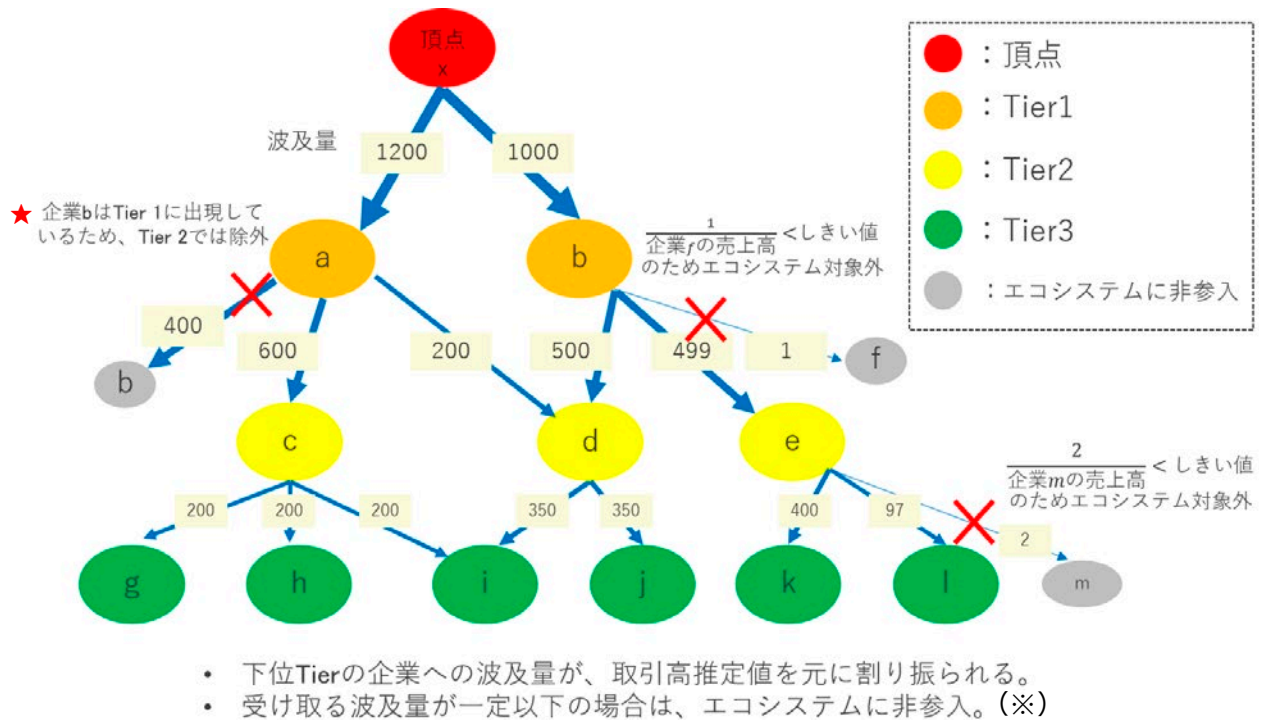 頂点
x
波及量
1200
1000
★ 企業bはTier 1に出現して
いるため、Tier 2では除外
a
b
1
企業fの売上高
<しきい値
のためエコシステム対象外
400
600
200
500
499
1
b
f
c
d
e
2
企業mの売上高
<しきい値
のためエコシステム対象外
200
200
200
350
350
400
97
2
g
h
i
j
k
l
m
：頂点
：Tier1
：Tier2
：Tier3
：エコシステムに非参入
• 下位Tierの企業への波及量が、取引高推定値を元に割り振られる。
• 受け取る波及量が一定以下の場合は、エコシステムに非参入。(※)